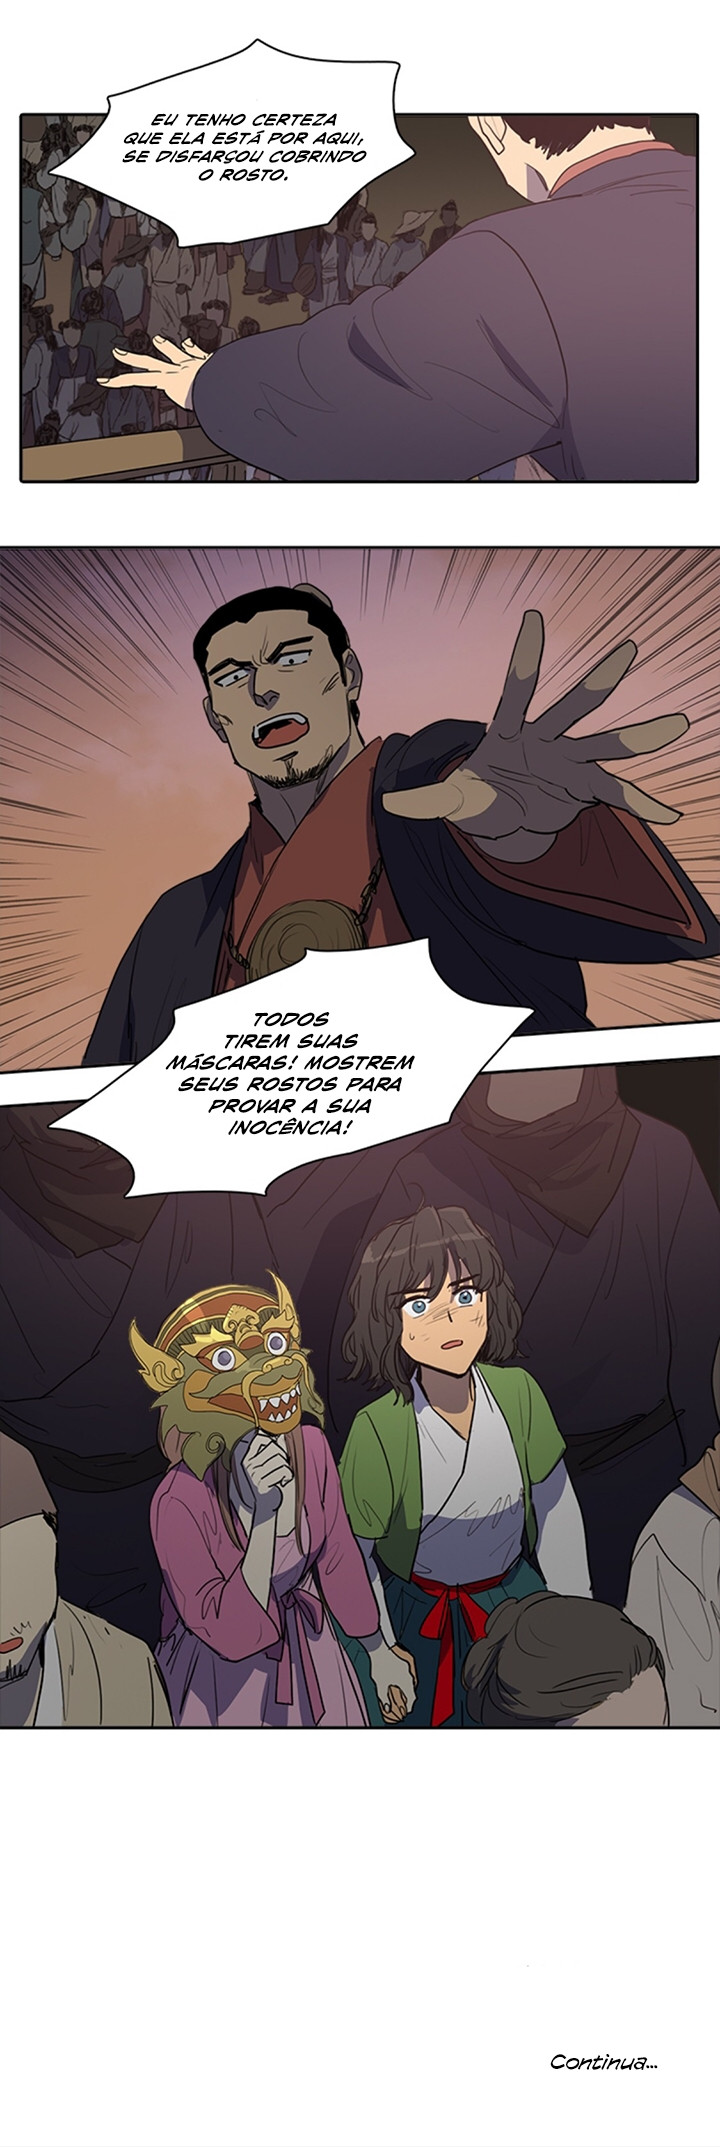 EU TENHO CERTEZA
QUE ELA ESTÁ POR AQUI,
SE DISFARÇOU COBRINDO
O ROSTO.
TODOS
TIREM SUAS
MÁSCARAS! MOSTREM
SEUS ROSTOS PARA
PROVAR A SUA
INOCÊNCIA!
Continua...